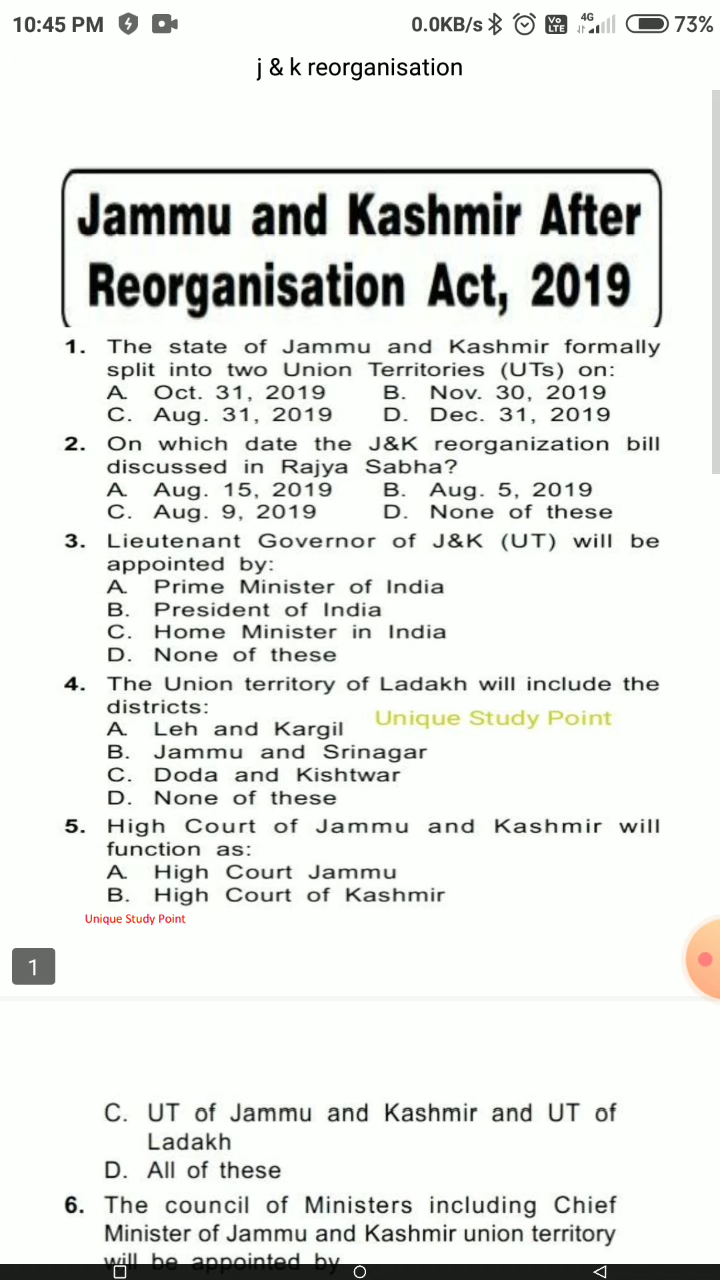 10:45 PM 0.0KB/s Vo LTE 4G 73%
j & k reorganisation
Jammu and Kashmir After
Reorganisation Act, 2019
1. The state of Jammu and Kashmir formally
split into two Union Territories (UTs) on:
A. Oct. 31, 2019 B. Nov. 30, 2019
C. Aug. 31, 2019 D. Dec. 31, 2019
2. On which date the J&K reorganization bill
discussed in Rajya Sabha?
A. Aug. 15, 2019 B. Aug. 5, 2019
C. Aug. 9, 2019 D. None of these
3. Lieutenant Governor of J&K (UT) will be
appointed by:
A. Prime Minister of India
B. President of India
C. Home Minister in India
D. None of these
4. The Union territory of Ladakh will include the
districts:
Unique Study Point
A. Leh and Kargil
B. Jammu and Srinagar
C. Doda and Kishtwar
D. None of these
5. High Court of Jammu and Kashmir will
function as:
A. High Court Jammu
B. High Court of Kashmir
Unique Study Point
1
C. UT of Jammu and Kashmir and UT of
Ladakh
D. All of these
6. The council of Ministers including Chief
Minister of Jammu and Kashmir union territory
will be appointed by